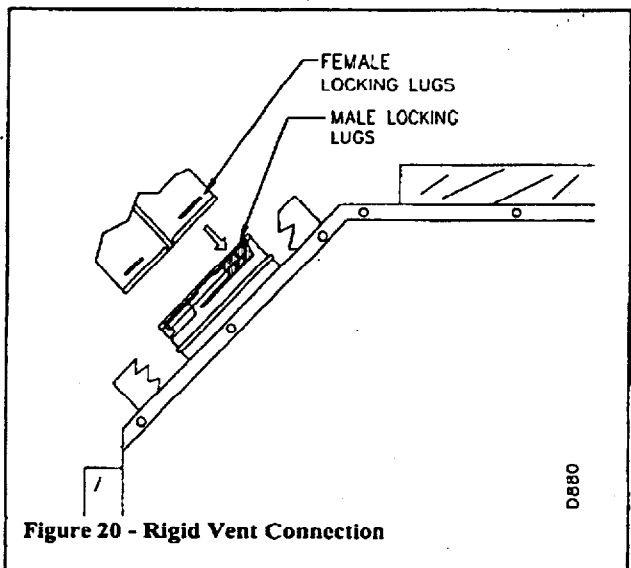 FEMALE
LOCKING LUGS
MALE LOCKING
LUGS
D880
Figure 20 - Rigid Vent Connection